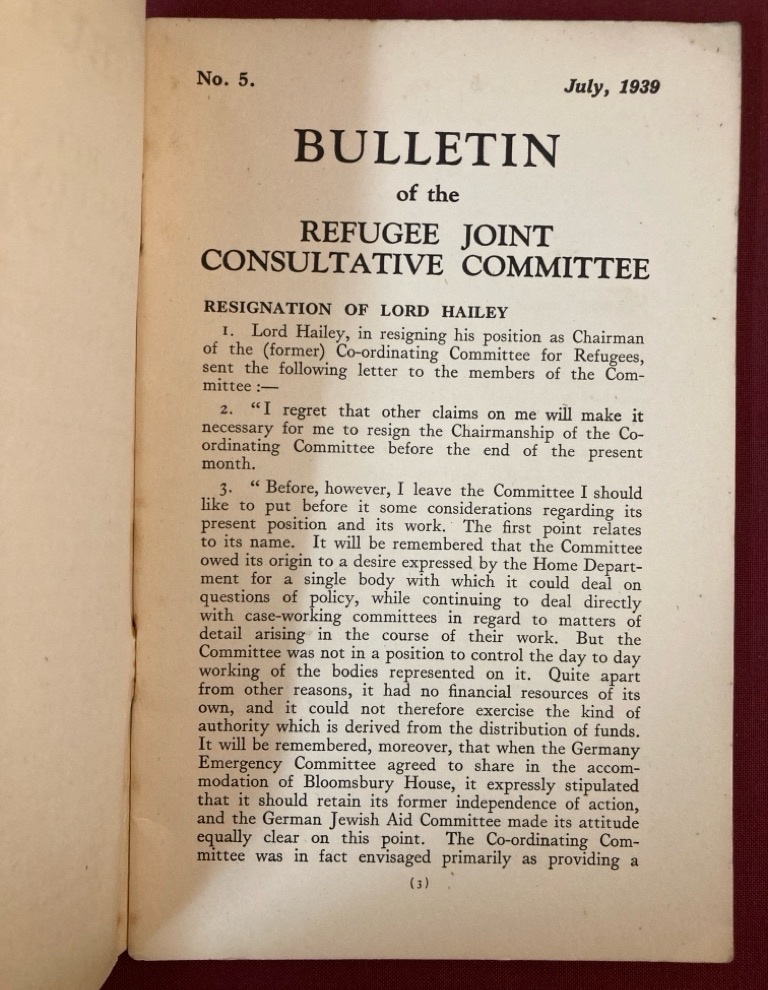 No. 5.
July, 1939
BULLETIN
of the
REFUGEE JOINT
CONSULTATIVE COMMITTEE
RESIGNATION OF LORD HAILEY
1. Lord Hailey, in resigning his position as Chairman
of the (former) Co-ordinating Committee for Refugees,
sent the following letter to the members of the Com-
mittee :—
2. “I regret that other claims on me will make it
necessary for me to resign the Chairmanship of the Co-
ordinating Committee before the end of the present
month.
3. “ Before, however, I leave the Committee I should
like to put before it some considerations regarding its
present position and its work. The first point relates
to its name. It will be remembered that the Committee
owed its origin to a desire expressed by the Home Depart-
ment for a single body with which it could deal on
questions of policy, while continuing to deal directly
with case-working committees in regard to matters of
detail arising in the course of their work. But the
Committee was not in a position to control the day to day
working of the bodies represented on it. Quite apart
from other reasons, it had no financial resources of its
own, and it could not therefore exercise the kind of
authority which is derived from the distribution of funds.
It will be remembered, moreover, that when the Germany
Emergency Committee agreed to share in the accom-
modation of Bloomsbury House, it expressly stipulated
that it should retain its former independence of action,
and the German Jewish Aid Committee made its attitude
equally clear on this point. The Co-ordinating Com-
mittee was in fact envisaged primarily as providing a
(3)